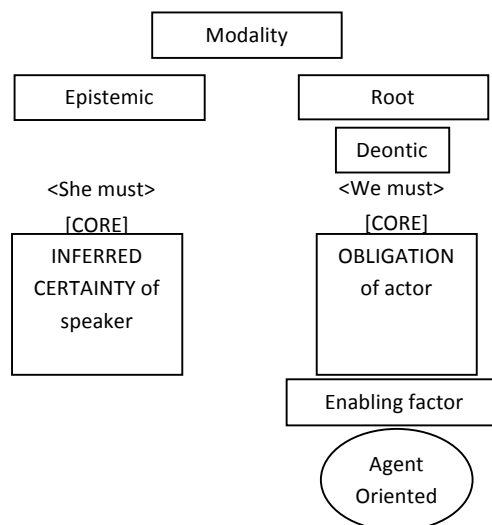 Modality
Epistemic
Root
Deontic
<She must>
<We must>
[CORE]
[CORE]
INFERRED
CERTAINTY of
speaker
OBLIGATION
of actor
Enabling factor
Agent
Oriented